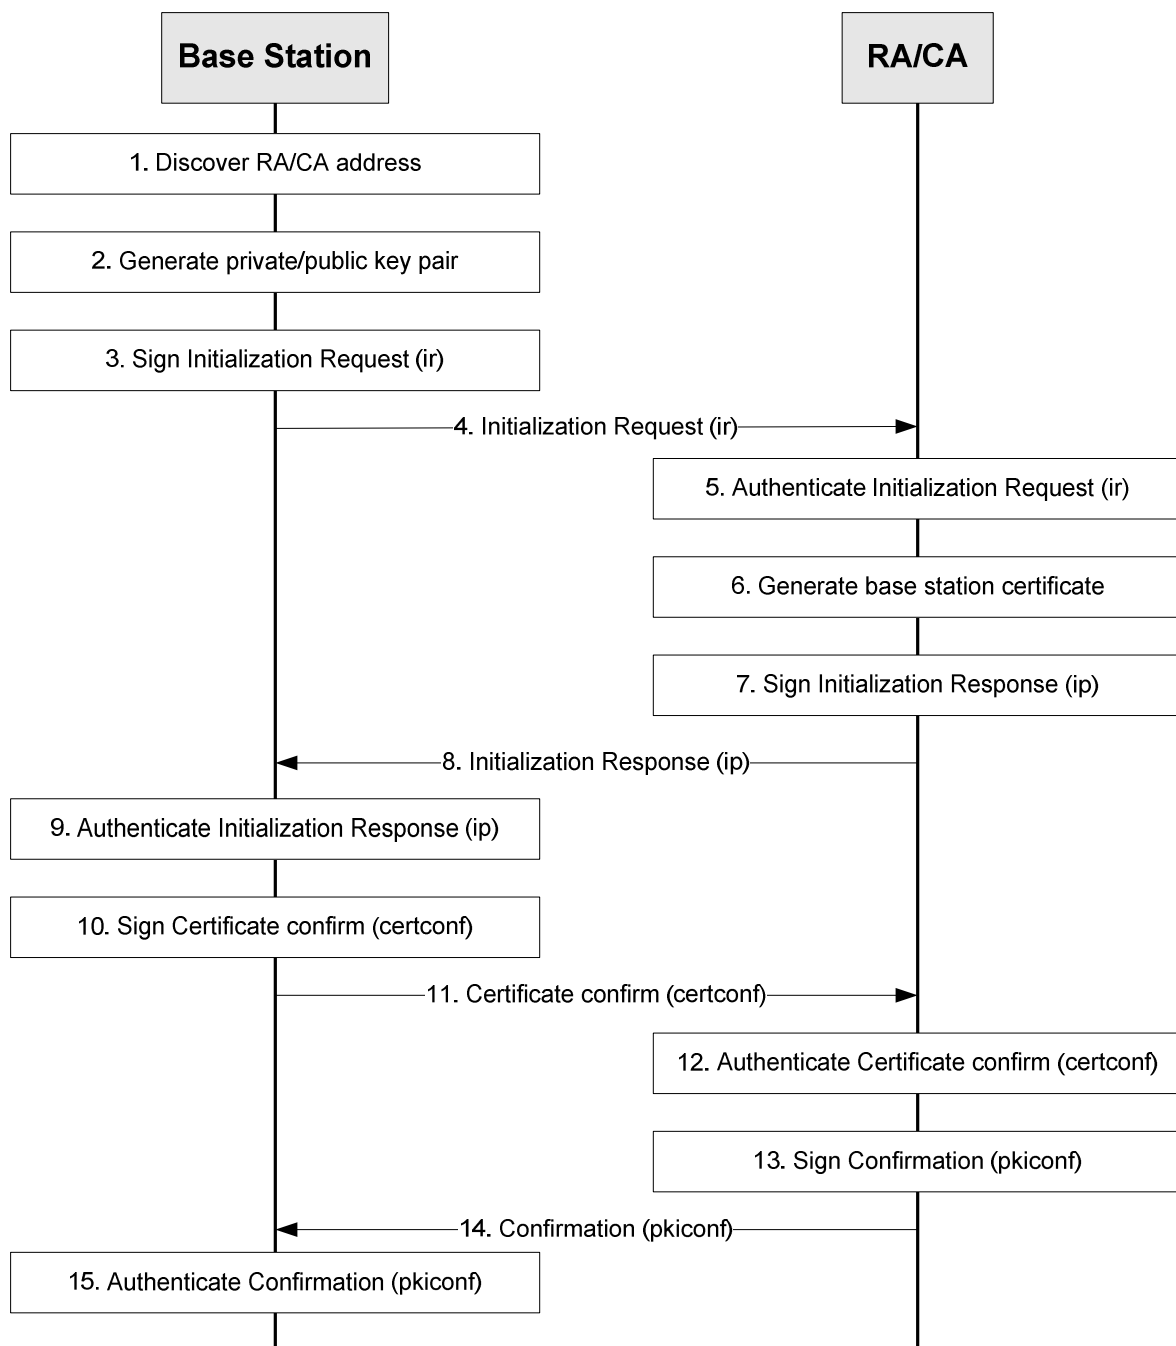 Base Station
RA/CA
1. Discover RA/CA address
2. Generate private/public key pair
3. Sign Initialization Request (ir)
4. Initialization Request (ir)
5. Authenticate Initialization Request (ir)
6. Generate base station certificate
7. Sign Initialization Response (ip)
8. Initialization Response (ip)
9. Authenticate Initialization Response (ip)
10. Sign Certificate confirm (certconf)
11. Certificate confirm (certconf)
12. Authenticate Certificate confirm (certconf)
13. Sign Confirmation (pkiconf)
14. Confirmation (pkiconf)
15. Authenticate Confirmation (pkiconf)